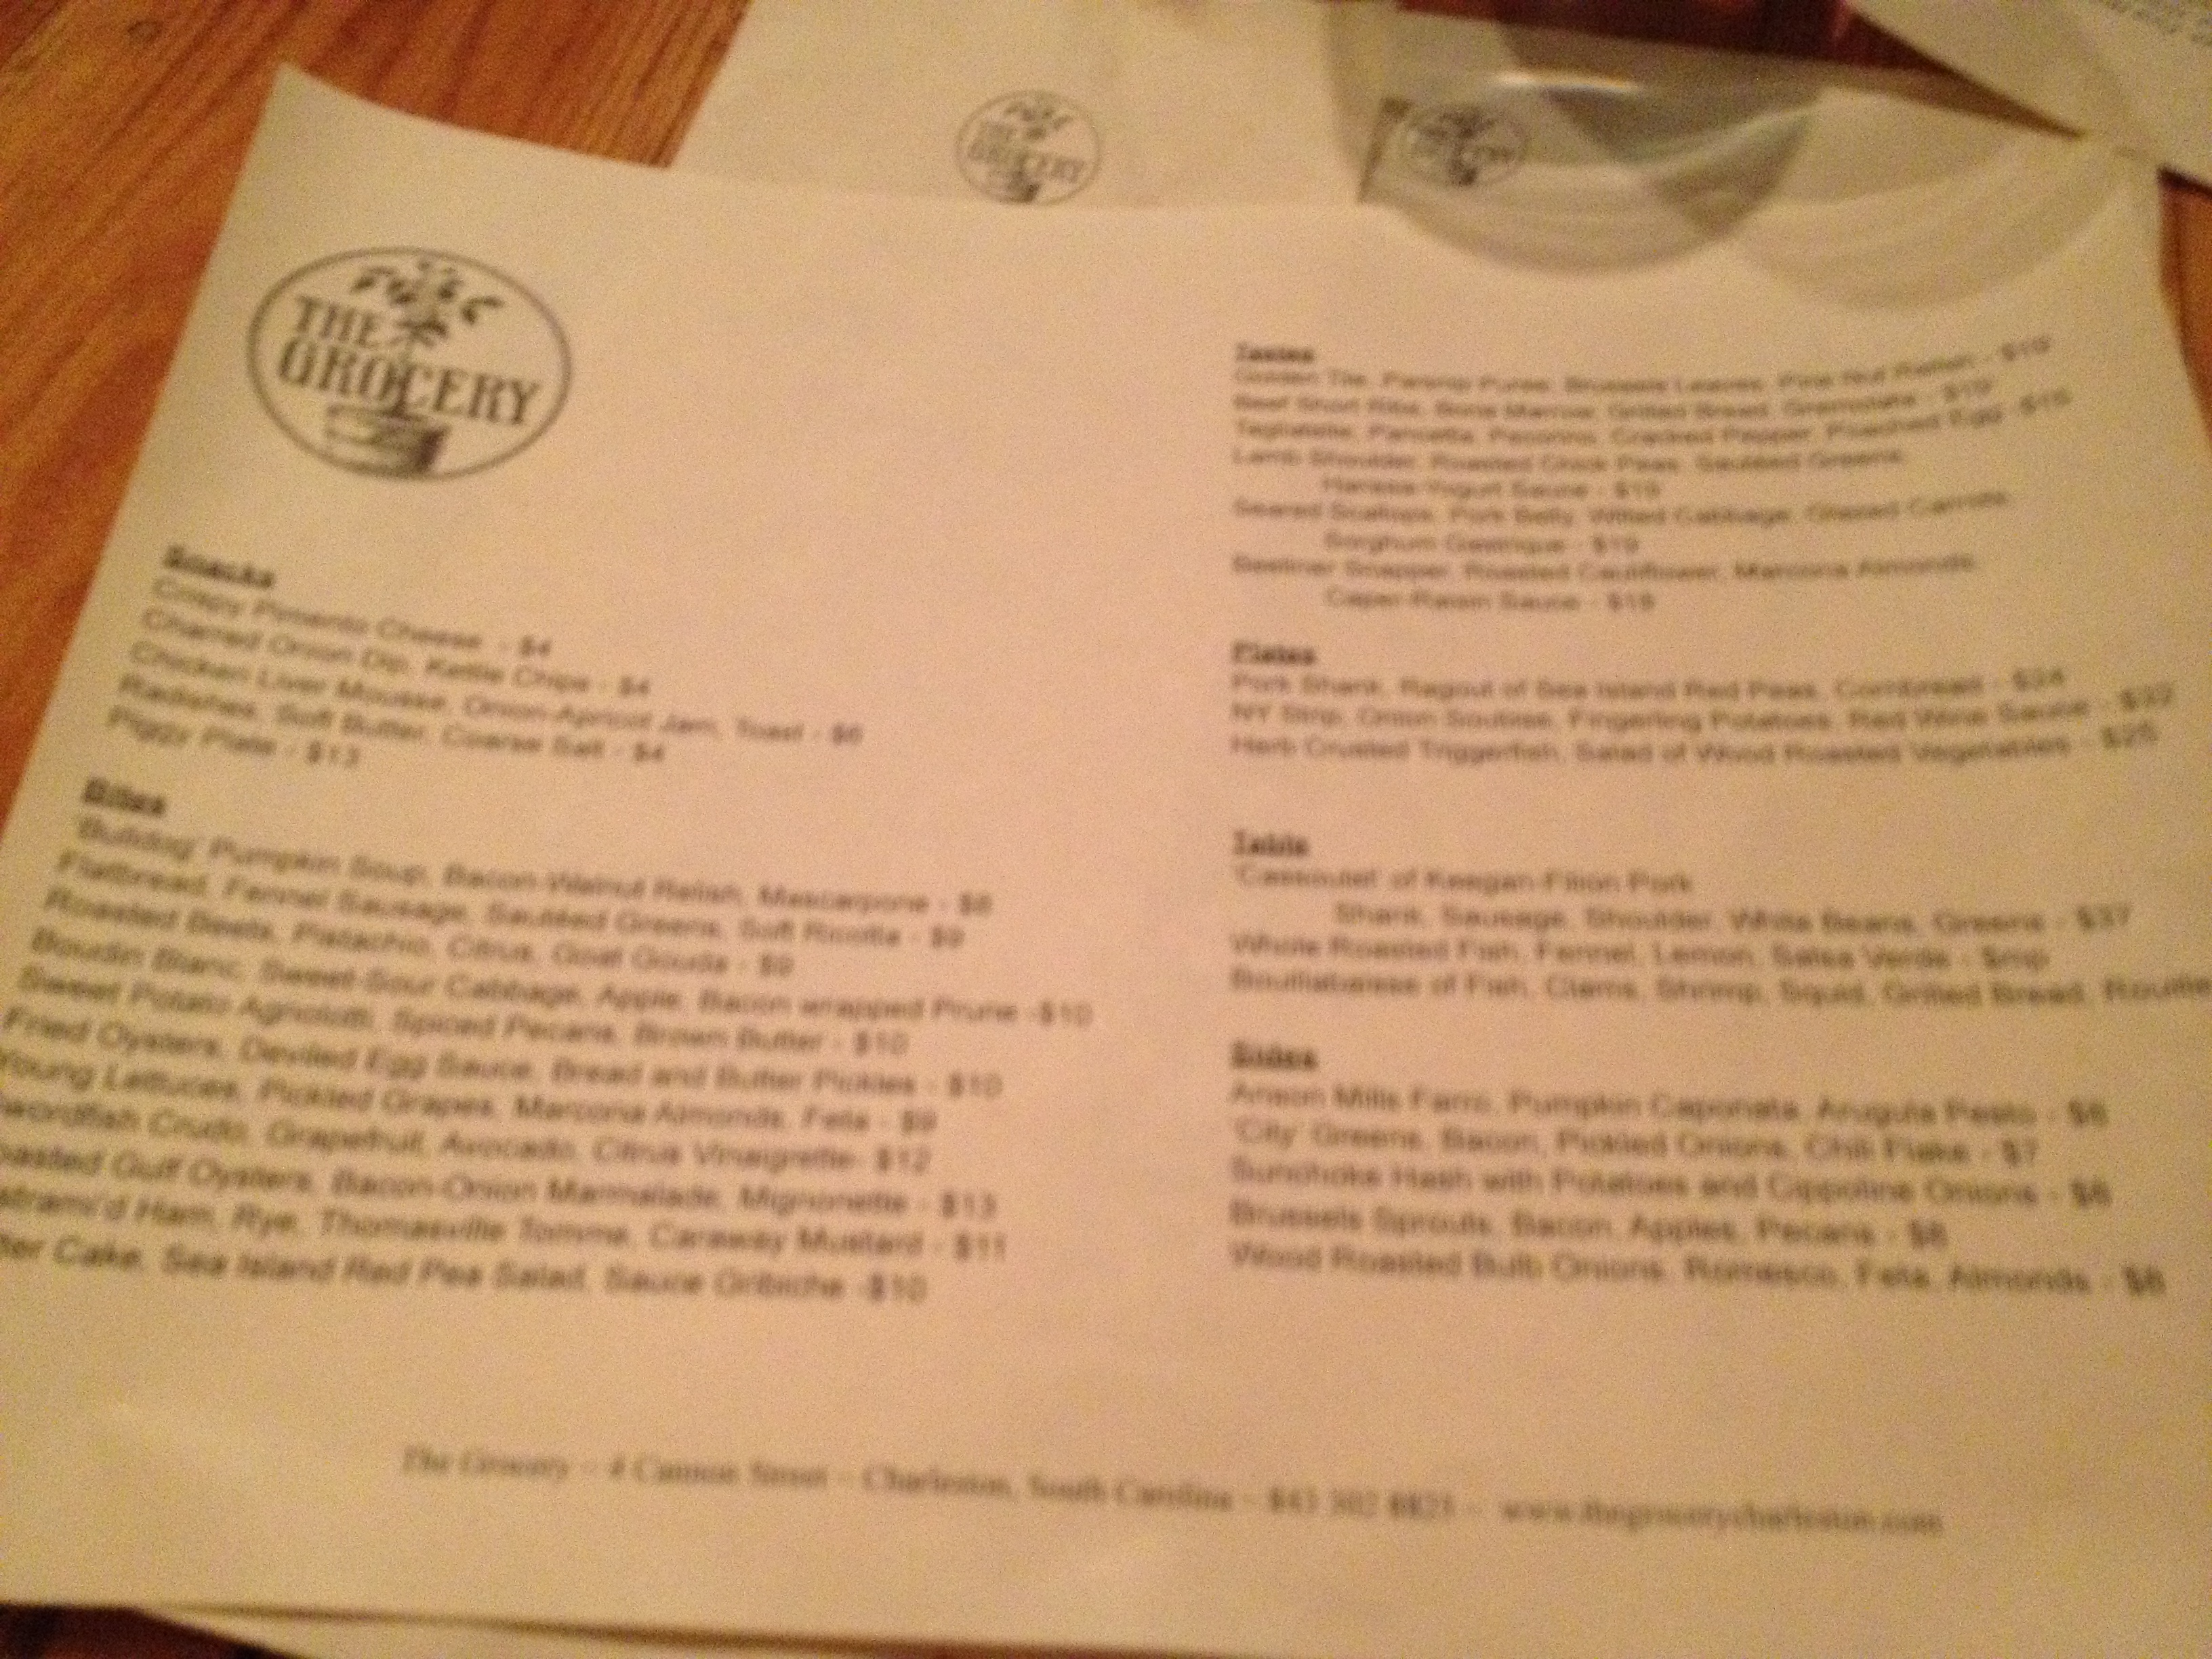 THE
GROCERY
THE
GROCERY
Snacks
Crispy Pimento Cheese - $4
Charred Onion Dip, Kettle Chips - $4
Chicken Liver Mousse, Onion-Apricot Jam, Toast - $6
Radishes, Soft Butter, Coarse Salt - $4
Piggy Plate - $13
Bites
'Bulldog' Pumpkin Soup, Bacon-Walnut Relish, Mascarpone - $8
Flatbread, Fennel Sausage, Sautéed Greens, Soft Ricotta - $9
Roasted Beets, Pistachio, Citrus, Goat Gouda - $9
Boudin Blanc, Sweet-Sour Cabbage, Apple, Bacon wrapped Prune -$10
Sweet Potato Agnolotti, Spiced Pecans, Brown Butter - $10
Fried Oysters, Deviled Egg Sauce, Bread and Butter Pickles - $10
Young Lettuces, Pickled Grapes, Marcona Almonds, Feta - $9
wordfish Crudo, Grapefruit, Avocado, Citrus Vinaigrette- $12
oasted Gulf Oysters, Bacon-Onion Marmalade, Mignonette - $13
strami'd Ham, Rye, Thomasville Tomme, Caraway Mustard - $11
ter Cake, Sea Island Red Pea Salad, Sauce Gribiche -$10
Tastes
Golden Tile, Parsnip Puree, Brussels Leaves, Pine Nut Relish - $19
Beef Short Ribs, Bone Marrow, Grilled Bread, Gremolata - $19
Tagliatelle, Pancetta, Pecorino, Cracked Pepper, Poached Egg -
Lamb Shoulder, Roasted Chick Peas, Sautéed Greens,
Harissa-Yogurt Sauce - $19
Seared Scallops, Pork Belly, Wilted Cabbage, Glazed Carrots,
Sorghum Gastrique - $19
Beeliner Snapper, Roasted Cauliflower, Marcona Almonds,
Caper-Raisin Sauce - $18
Plates
Pork Shank, Ragout of Sea Island Red Peas, Cornbread - $24
NY Strip, Onion Soubise, Fingerling Potatoes, Red Wine Sauce - $32
Herb Crusted Triggerfish, Salad of Wood Roasted Vegetables - $25
Table
'Cassoulet' of Keegan-Filion Pork
Shank, Sausage, Shoulder, White Beans, Greens - $37
Whole Roasted Fish, Fennel, Lemon, Salsa Verde - $mp
Bouillabaisse of Fish, Clams, Shrimp, Squid, Grilled Bread, Rouille
Sides
Anson Mills Farro, Pumpkin Caponata, Arugula Pesto - $6
'City' Greens, Bacon, Pickled Onions, Chili Flake - $7
Sunchoke Hash with Potatoes and Cippoline Onions - $6
Brussels Sprouts, Bacon, Apples, Pecans - $8
Wood Roasted Bulb Onions, Romesco, Feta, Almonds - $8
The Grocery ~ 4 Cannon Street ~ Charleston, South Carolina ~ 843 302 8825 ~ www.thegrocerycharleston.com